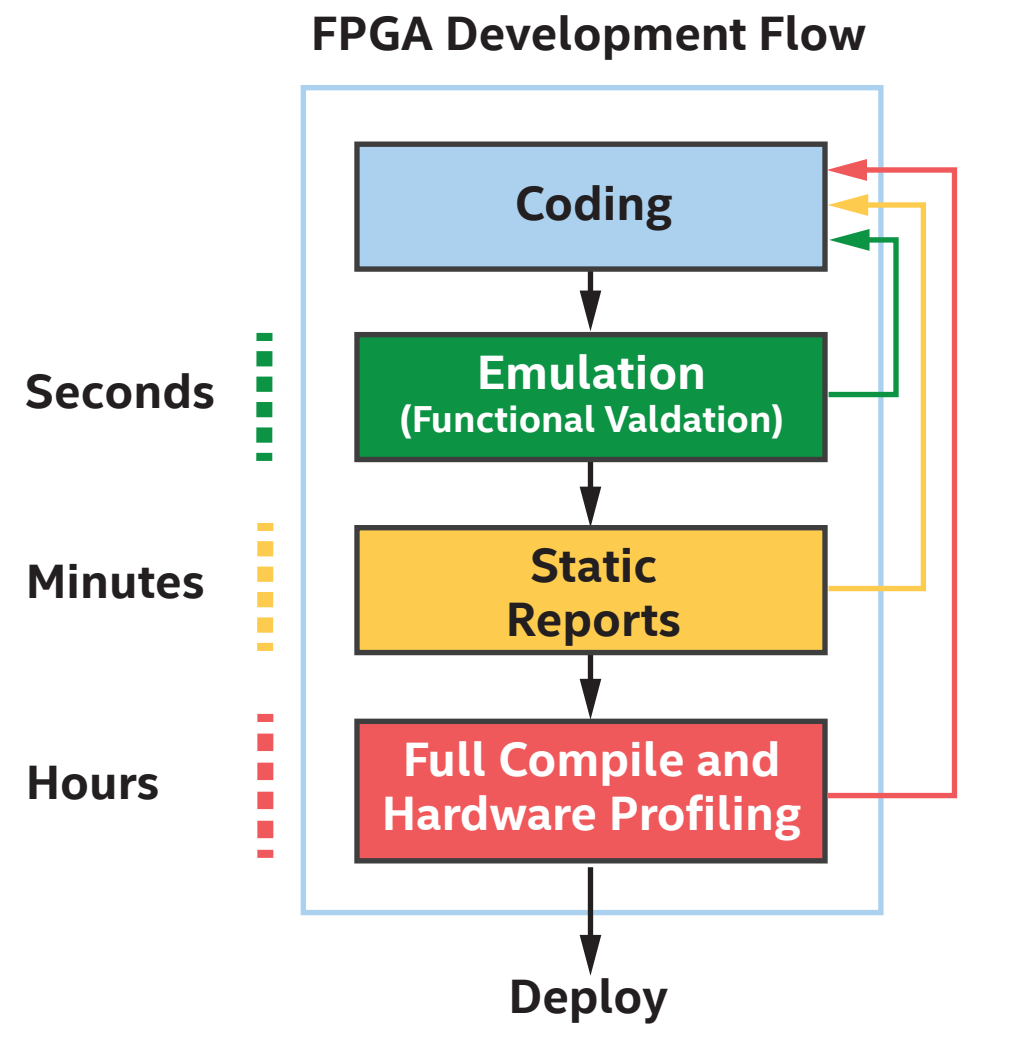 FPGA Development Flow
Coding
Seconds
Emulation
(Functional Valdation)
Minutes
Static
Reports
Hours
Full Compile and
Hardware Profiling
Deploy